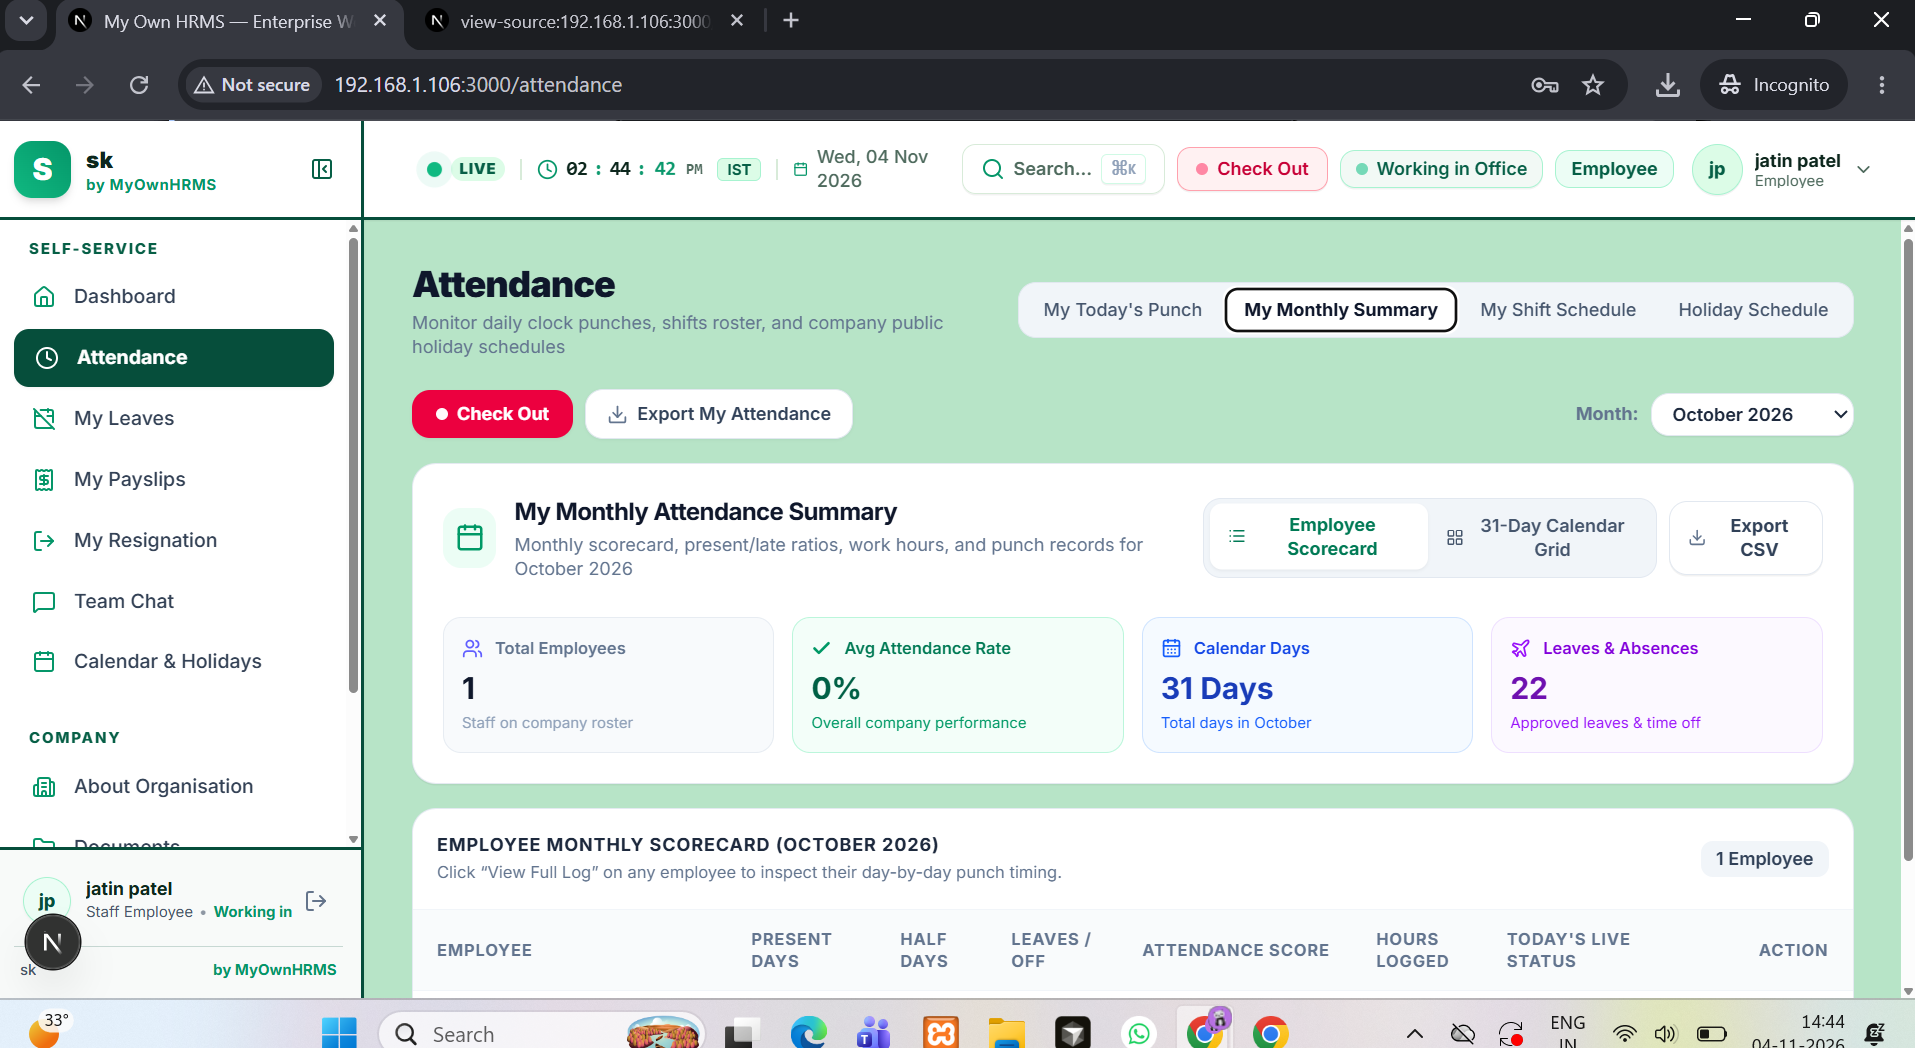 My Own HRMS — Enterprise W
view-source:192.168.1.106:3000
Not secure
192.168.1.106:3000/attendance
Incognito
S
sk
by MyOwnHRMS
LIVE
02 : 44 : 42 PM
IST
Wed, 04 Nov
2026
Search...
⌘K
Check Out
Working in Office
Employee
jp
jatin patel
Employee
SELF-SERVICE
Dashboard
Attendance
My Leaves
My Payslips
My Resignation
Team Chat
Calendar & Holidays
COMPANY
About Organisation
Documents
jp
jatin patel
Staff Employee • Working in
N
sk
by MyOwnHRMS
Attendance
Monitor daily clock punches, shifts roster, and company public
holiday schedules
My Today's Punch
My Monthly Summary
My Shift Schedule
Holiday Schedule
Check Out
Export My Attendance
Month:
October 2026
My Monthly Attendance Summary
Monthly scorecard, present/late ratios, work hours, and punch records for
October 2026
Employee
Scorecard
31-Day Calendar
Grid
Export
CSV
Total Employees
1
Staff on company roster
Avg Attendance Rate
0%
Overall company performance
Calendar Days
31 Days
Total days in October
Leaves & Absences
22
Approved leaves & time off
EMPLOYEE MONTHLY SCORECARD (OCTOBER 2026)
Click “View Full Log” on any employee to inspect their day-by-day punch timing.
1 Employee
EMPLOYEE
PRESENT
DAYS
HALF
DAYS
LEAVES /
OFF
ATTENDANCE SCORE
HOURS
LOGGED
TODAY'S LIVE
STATUS
ACTION
33°
Search
ENG
IN
14:44
04-11-2026